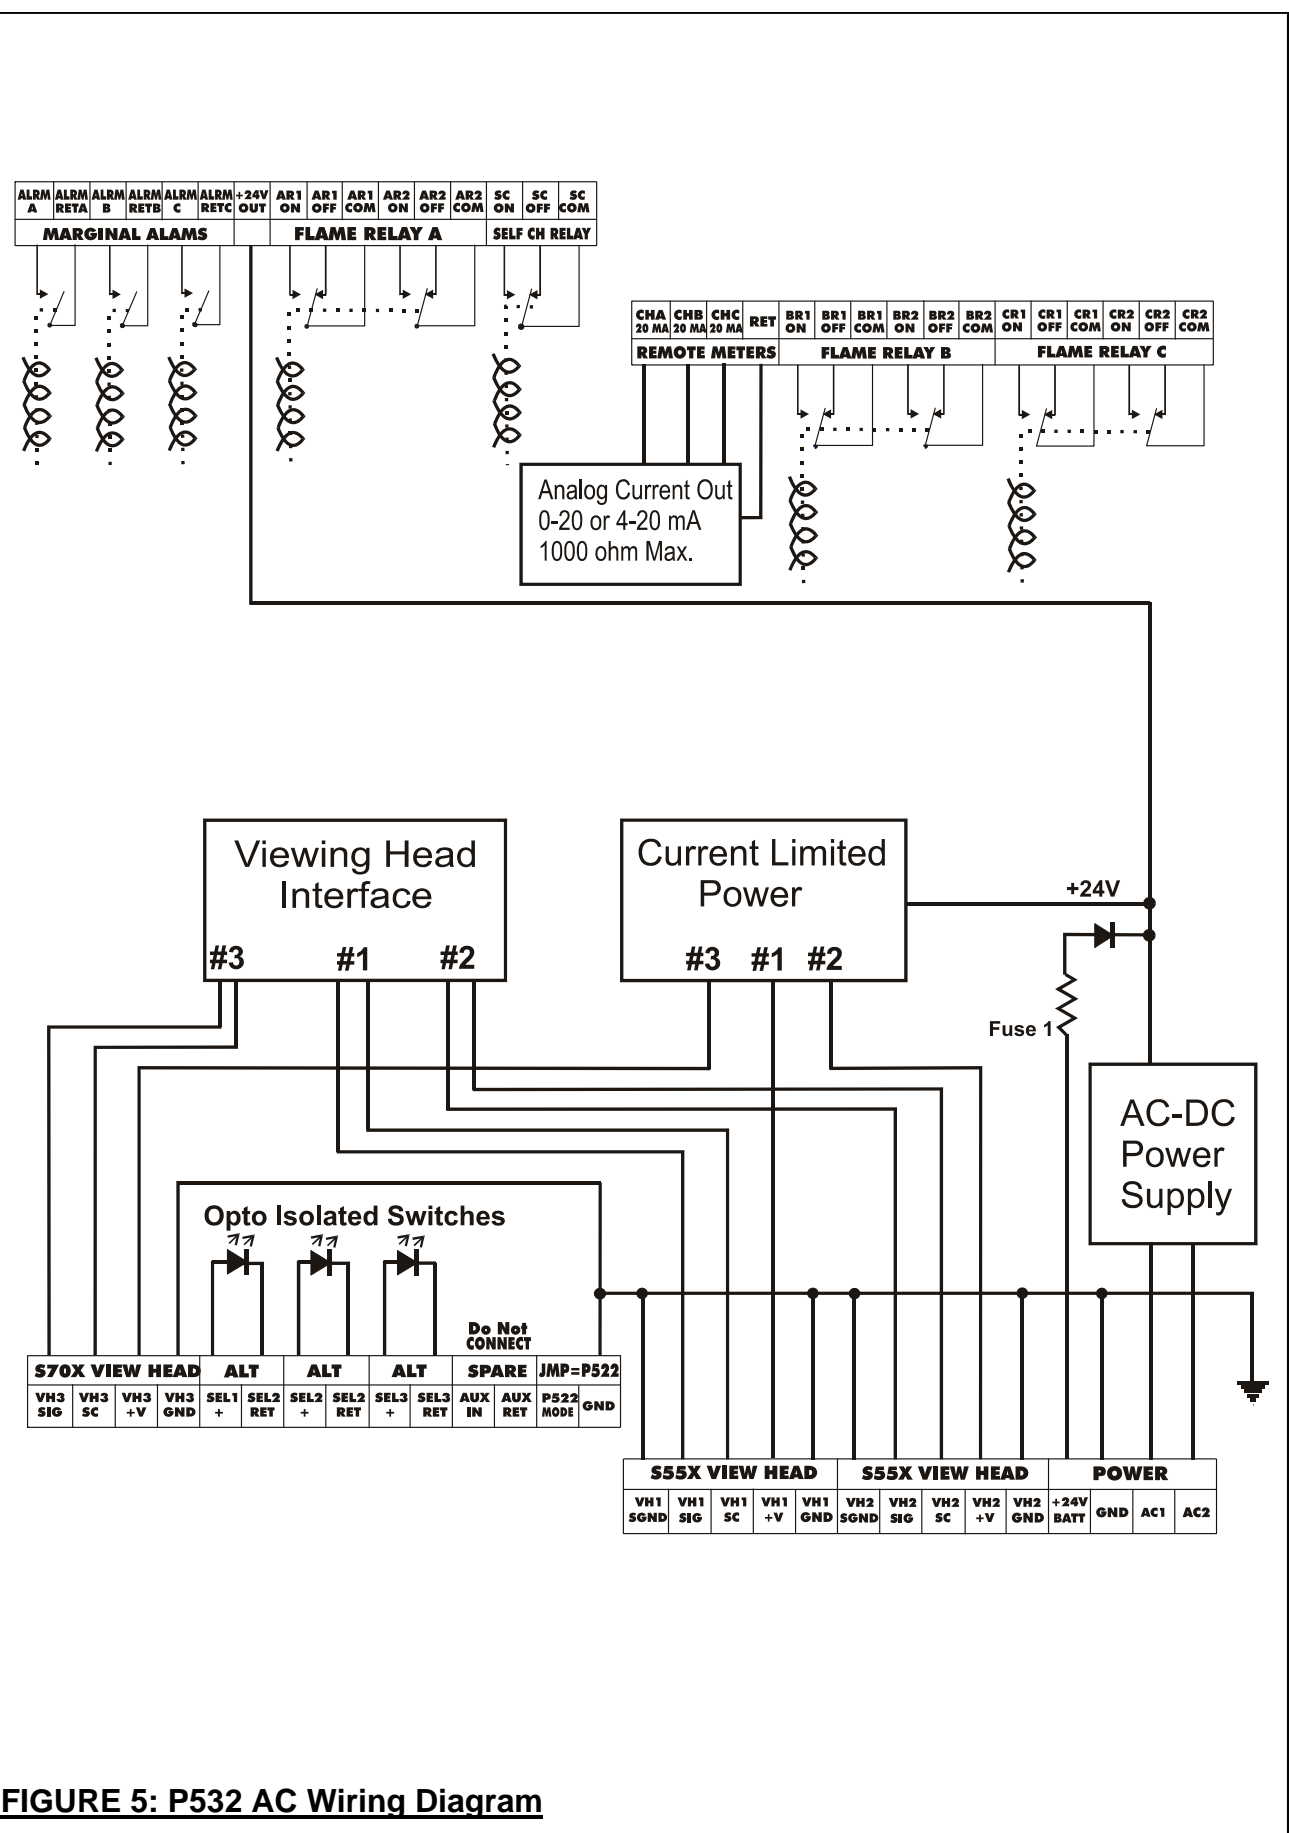 ALRM ALRM ALRM ALRM ALRM ALRM +24V AR1 AR1 AR1 AR2 AR2 AR2 SC SC SC
A RETA B RETB C RETC OUT ON OFF COM ON OFF COM ON OFF COM
MARGINAL ALAMS FLAME RELAY A SELF CH RELAY
CHA CHB CHC RET BR1 BR1 BR1 BR2 BR2 BR2 CR1 CR1 CR1 CR2 CR2 CR2
20 MA 20 MA 20 MA ON OFF COM ON OFF COM ON OFF COM ON OFF COM
REMOTE METERS FLAME RELAY B FLAME RELAY C
Analog Current Out
0-20 or 4-20 mA
1000 ohm Max.
Viewing Head
Interface
#3 #1 #2
Current Limited
Power
#3 #1 #2
+24V
Fuse 1
AC-DC
Power
Supply
Opto Isolated Switches
Do Not
CONNECT
S70X VIEW HEAD ALT ALT ALT SPARE JMP=P522
VH3 VH3 VH3 VH3 SEL1 SEL2 SEL2 SEL2 SEL3 SEL3 AUX AUX P522 GND
SIG SC +V GND + RET + RET + RET IN RET MODE
S55X VIEW HEAD S55X VIEW HEAD POWER
VH1 VH1 VH1 VH1 VH1 VH2 VH2 VH2 VH2 VH2 +24V GND AC1 AC2
SGND SIG SC +V GND SGND SIG SC +V GND BATT
FIGURE 5: P532 AC Wiring Diagram